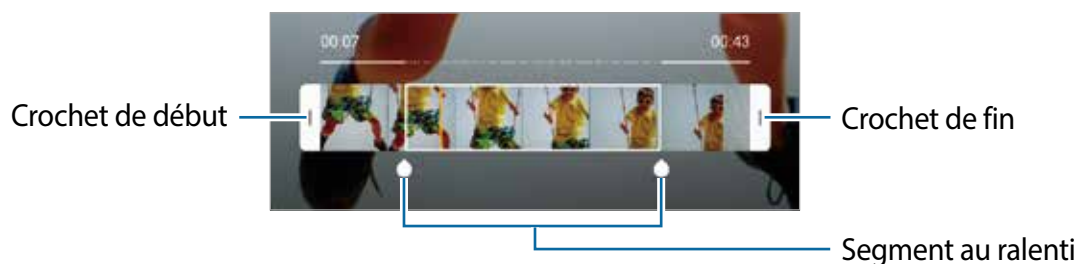 00:07
00:43
Crochet de début
Crochet de fin
Segment au ralenti